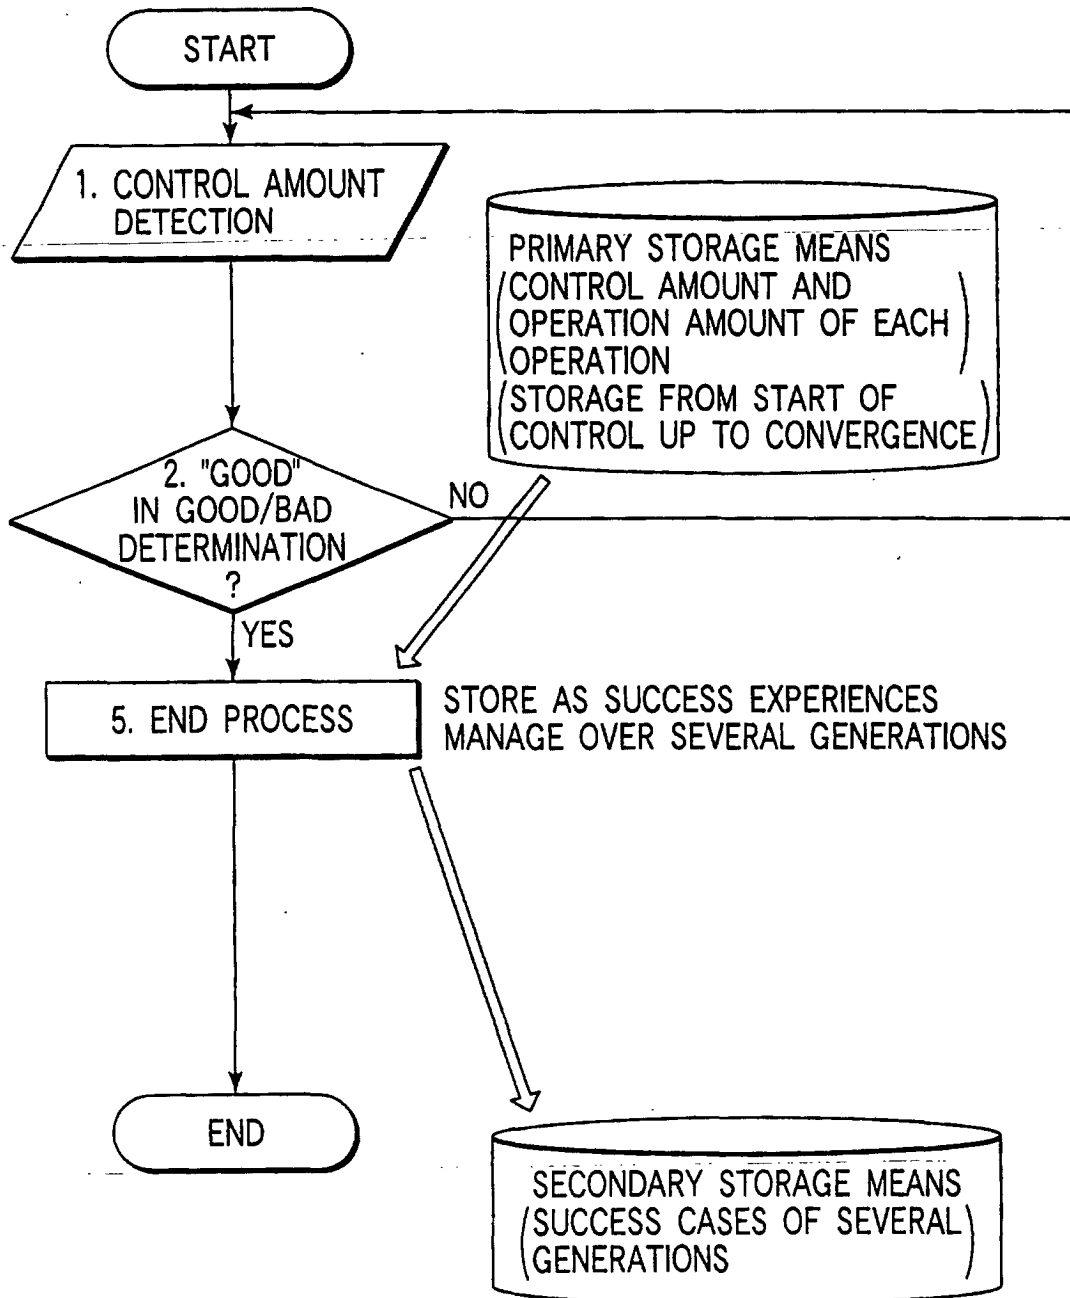 START
1. CONTROL AMOUNT
DETECTION
PRIMARY STORAGE MEANS
(CONTROL AMOUNT AND
OPERATION AMOUNT OF EACH
OPERATION)
(STORAGE FROM START OF
CONTROL UP TO CONVERGENCE)
2. "GOOD"
IN GOOD/BAD
DETERMINATION
?
NO
YES
5. END PROCESS
STORE AS SUCCESS EXPERIENCES
MANAGE OVER SEVERAL GENERATIONS
END
SECONDARY STORAGE MEANS
(SUCCESS CASES OF SEVERAL
GENERATIONS)